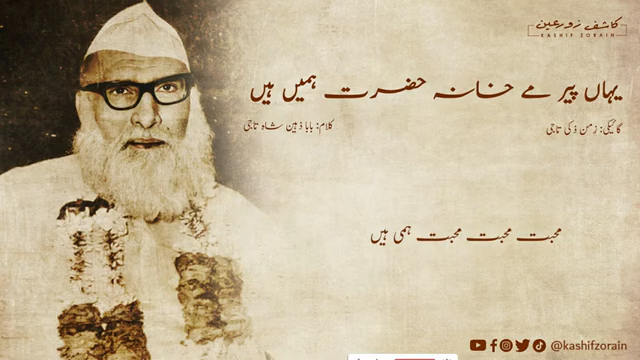 کاشف زورعین
KASHIF ZORAIN
یہاں پیر مے خانہ حضرت ہمیں ہیں
گائیکی: زمن ذکی تاجی
کلام: بابا ذہین شاہ تاجی
محبت محبت محبت ہمی ہیں
@kashifzorain